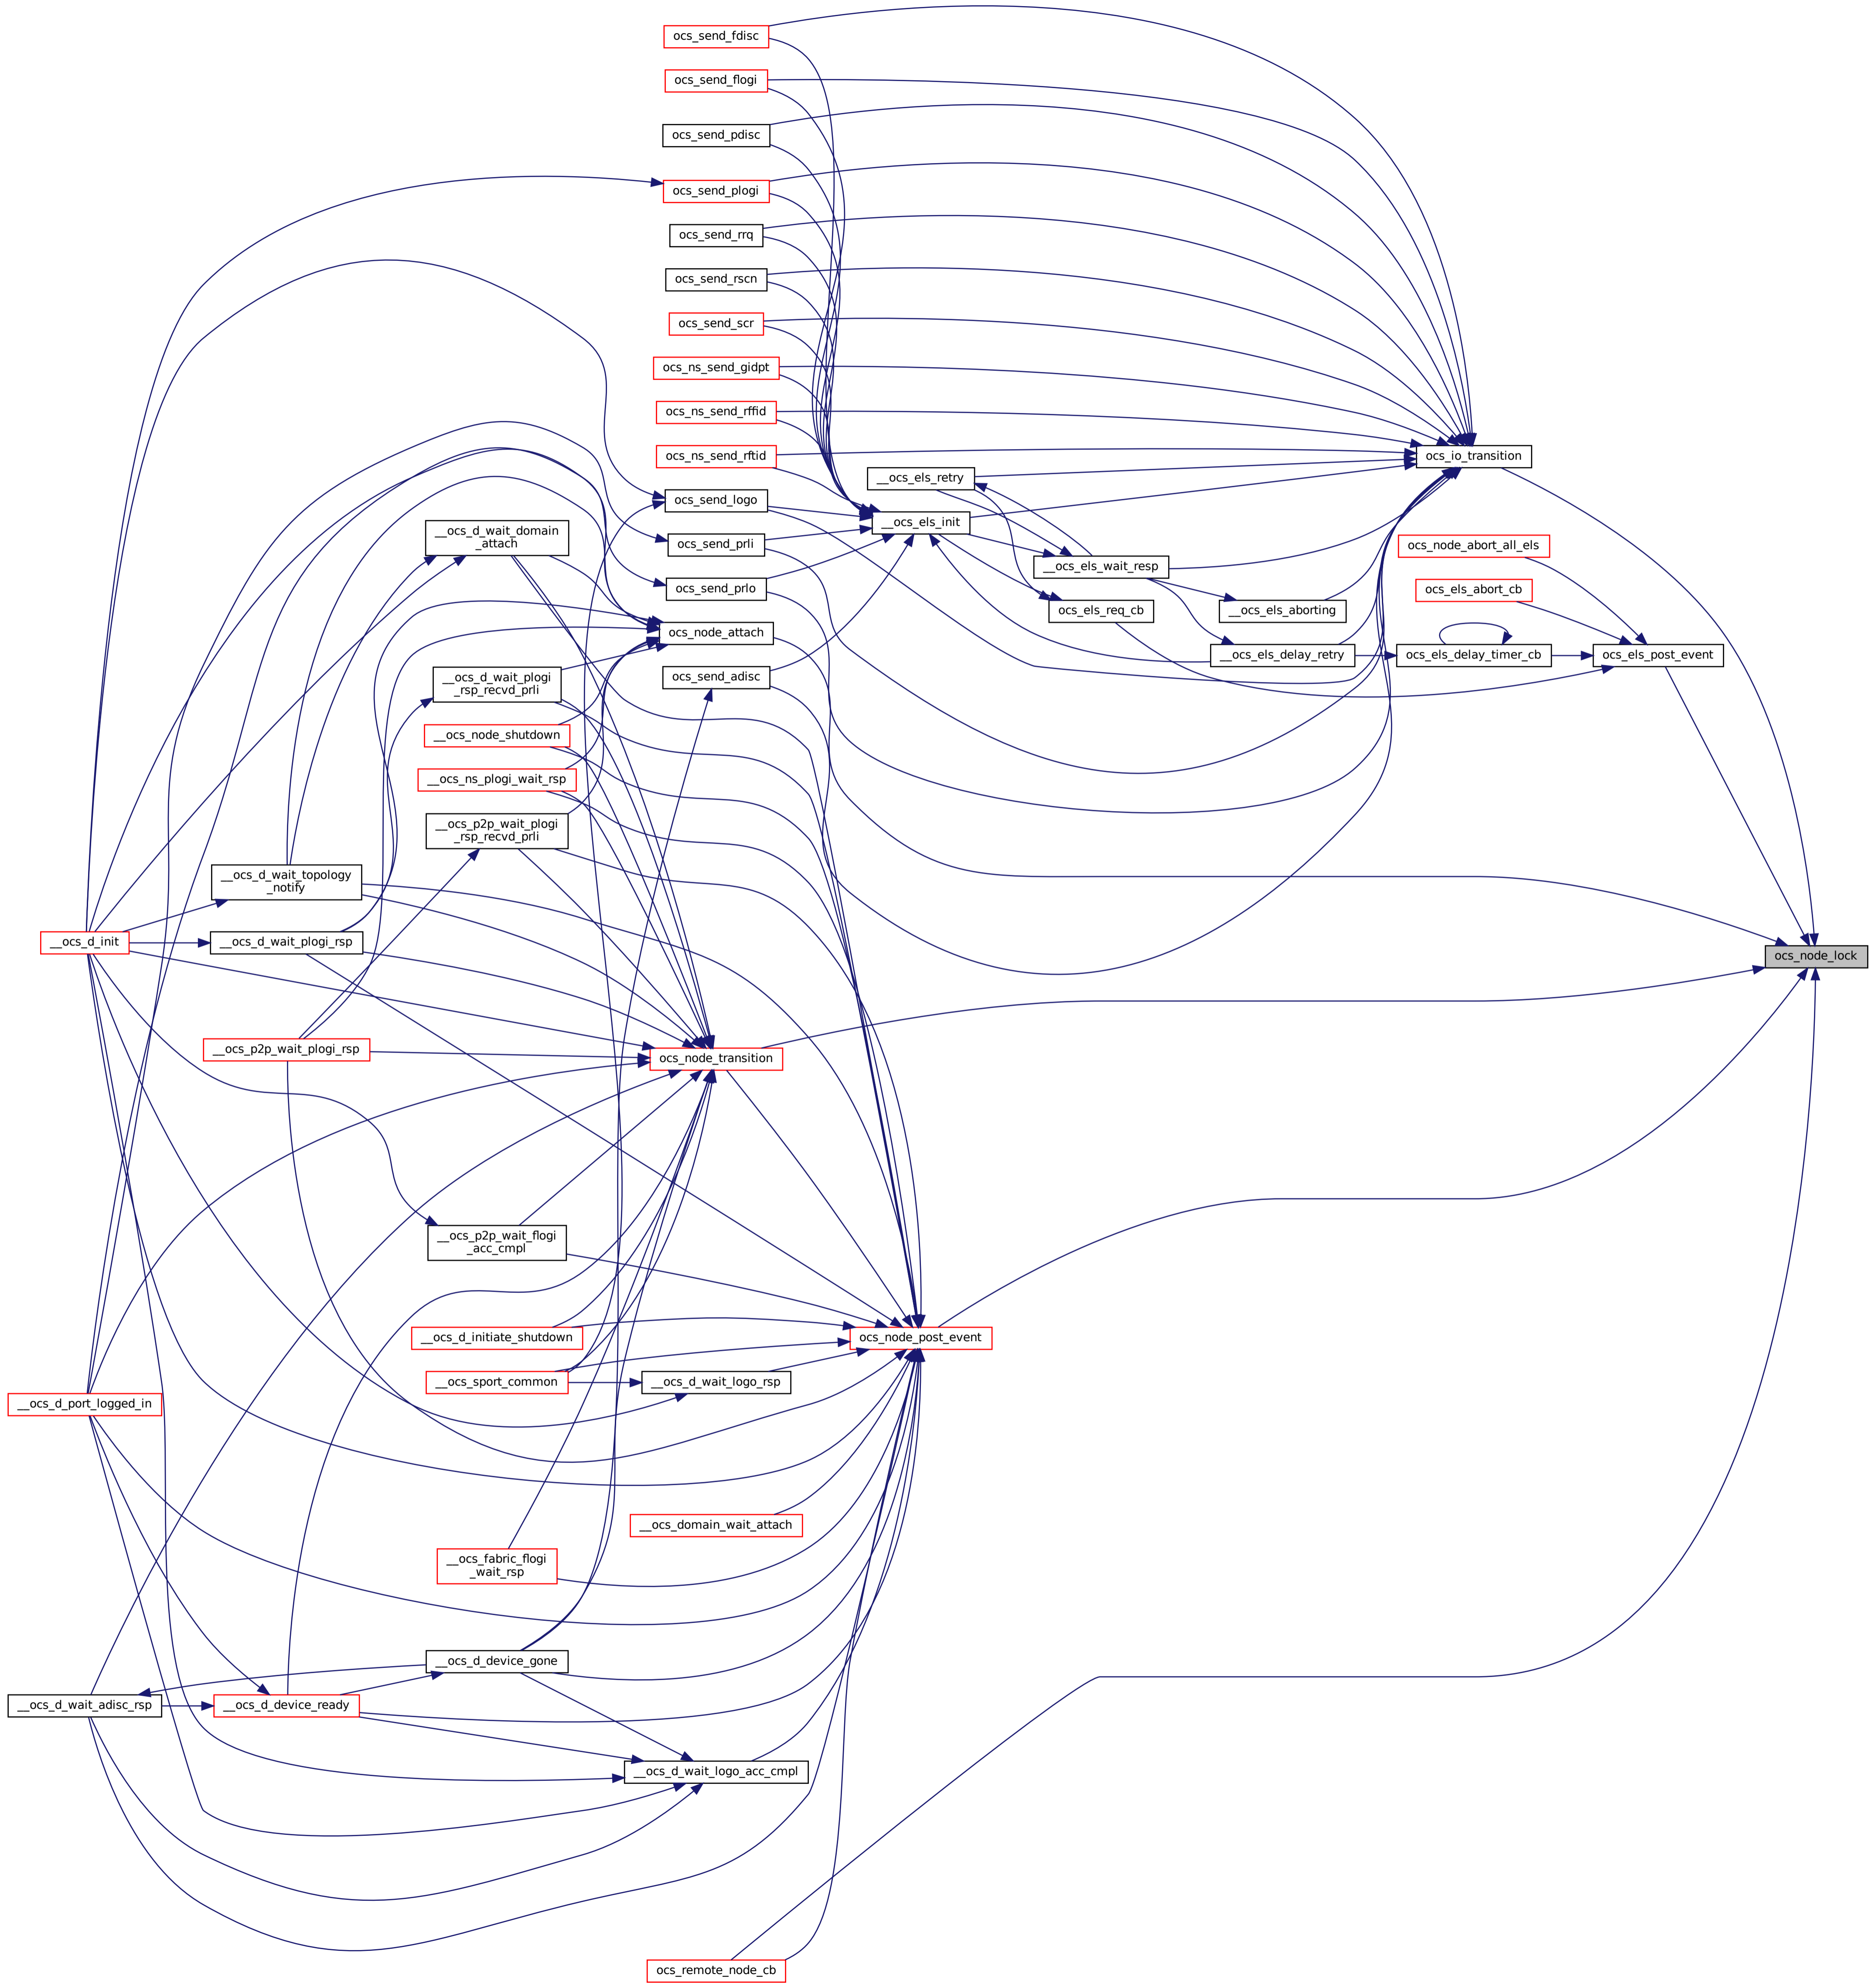 ocs_send_fdisc
ocs_send_flogi
ocs_send_pdisc
ocs_send_plogi
ocs_send_rrq
ocs_send_rscn
ocs_send_scr
ocs_ns_send_gidpt
ocs_ns_send_rffid
ocs_ns_send_rftid
ocs_io_transition
__ocs_els_retry
ocs_send_logo
__ocs_els_init
__ocs_d_wait_domain
_attach
ocs_send_prli
ocs_node_abort_all_els
__ocs_els_wait_resp
ocs_send_prlo
ocs_els_abort_cb
ocs_els_req_cb
__ocs_els_aborting
ocs_node_attach
__ocs_els_delay_retry
ocs_els_delay_timer_cb
ocs_els_post_event
__ocs_d_wait_plogi
_rsp_recvd_prli
ocs_send_adisc
__ocs_node_shutdown
__ocs_ns_plogi_wait_rsp
__ocs_p2p_wait_plogi
_rsp_recvd_prli
__ocs_d_wait_topology
_notify
__ocs_d_init
__ocs_d_wait_plogi_rsp
ocs_node_lock
__ocs_p2p_wait_plogi_rsp
ocs_node_transition
__ocs_p2p_wait_flogi
_acc_cmpl
__ocs_d_initiate_shutdown
ocs_node_post_event
__ocs_sport_common
__ocs_d_wait_logo_rsp
__ocs_d_port_logged_in
__ocs_domain_wait_attach
__ocs_fabric_flogi
_wait_rsp
__ocs_d_device_gone
__ocs_d_wait_adisc_rsp
__ocs_d_device_ready
__ocs_d_wait_logo_acc_cmpl
ocs_remote_node_cb